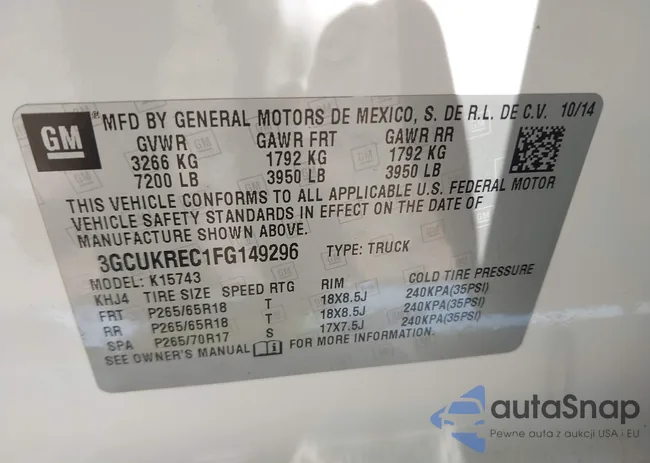 GM ® MFD BY GENERAL MOTORS DE MEXICO, S. DE R.L. DE C.V. 10/14
GVWR GAWR FRT GAWR RR
3266 KG 1792 KG 1792 KG
7200 LB 3950 LB 3950 LB
THIS VEHICLE CONFORMS TO ALL APPLICABLE U.S. FEDERAL MOTOR
VEHICLE SAFETY STANDARDS IN EFFECT ON THE DATE OF
MANUFACTURE SHOWN ABOVE.
3GCUKREC1FG149296 TYPE: TRUCK
MODEL: K15743
KHJ4 TIRE SIZE SPEED RTG RIM COLD TIRE PRESSURE
FRT P265/65R18 T 18X8.5J 240KPA(35PSI)
RR P265/65R18 T 18X8.5J 240KPA(35PSI)
SPA P265/70R17 S 17X7.5J 240KPA(35PSI)
SEE OWNER'S MANUAL FOR MORE INFORMATION.
autaSnap
Pewne auta z aukcji USA i EU